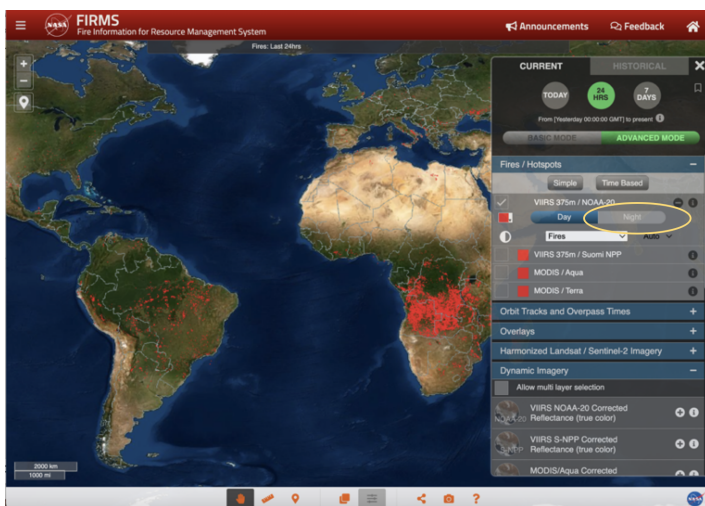 NASA
FIRMS
Fire Information for Resource Management System
Announcements
Feedback
Fires: Last 24hrs
CURRENT
HISTORICAL
TODAY
24 HRS
7 DAYS
From [Yesterday 00:00:00 GMT] to present
BASIC MODE
ADVANCED MODE
Fires / Hotspots
Simple
Time Based
VIIRS 375m / NOAA-20
Day
Night
Fires
Auto
VIIRS 375m / Suomi NPP
MODIS / Aqua
MODIS / Terra
Orbit Tracks and Overpass Times
Overlays
Harmonized Landsat / Sentinel-2 Imagery
Dynamic Imagery
Allow multi layer selection
NOAA-20
VIIRS NOAA-20 Corrected
Reflectance (true color)
S-NPP
VIIRS S-NPP Corrected
Reflectance (true color)
MODIS/Aqua Corrected
2000 km
1000 mi